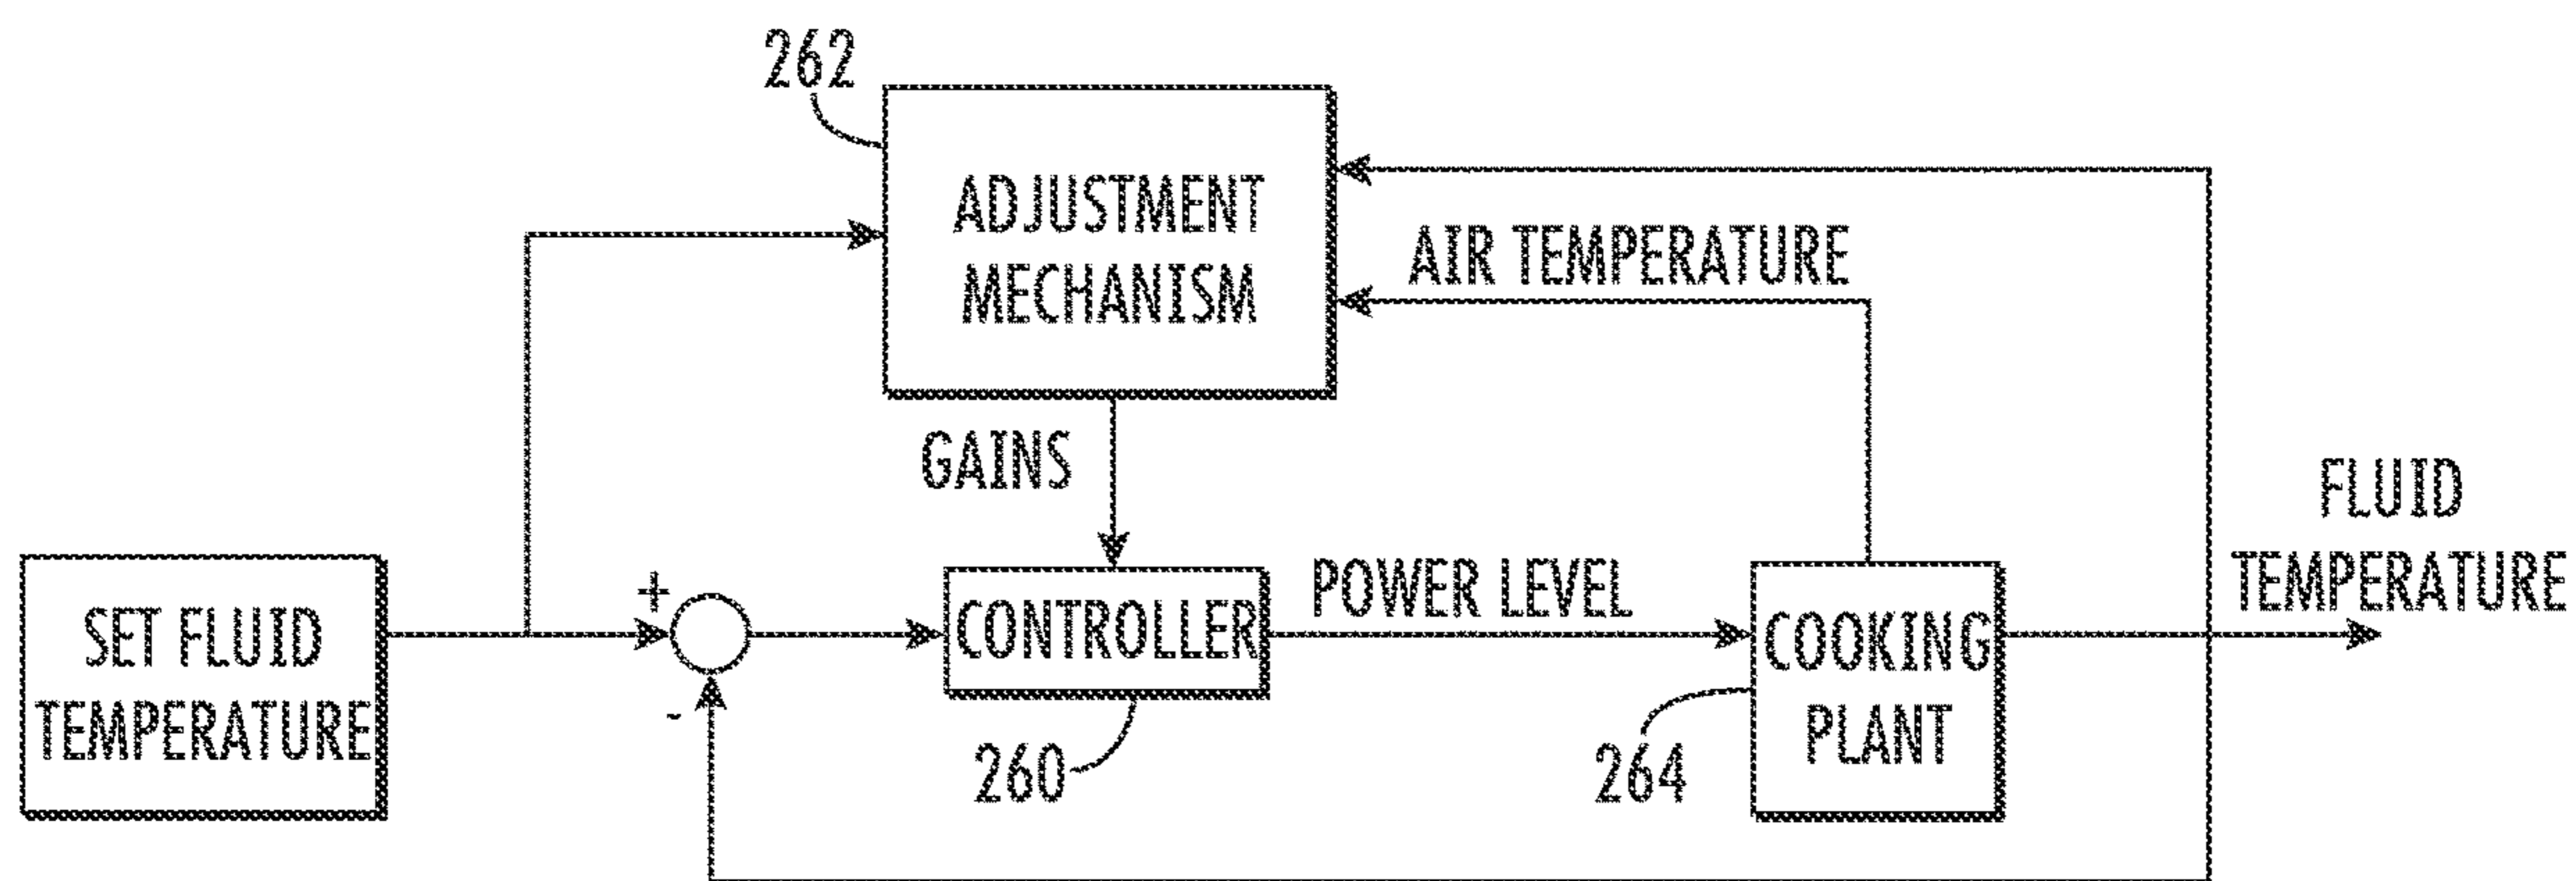 262
ADJUSTMENT
MECHANISM
AIR TEMPERATURE
GAINS
FLUID
TEMPERATURE
SET FLUID
TEMPERATURE
+
-
CONTROLLER
260
POWER LEVEL
COOKING
PLANT
264